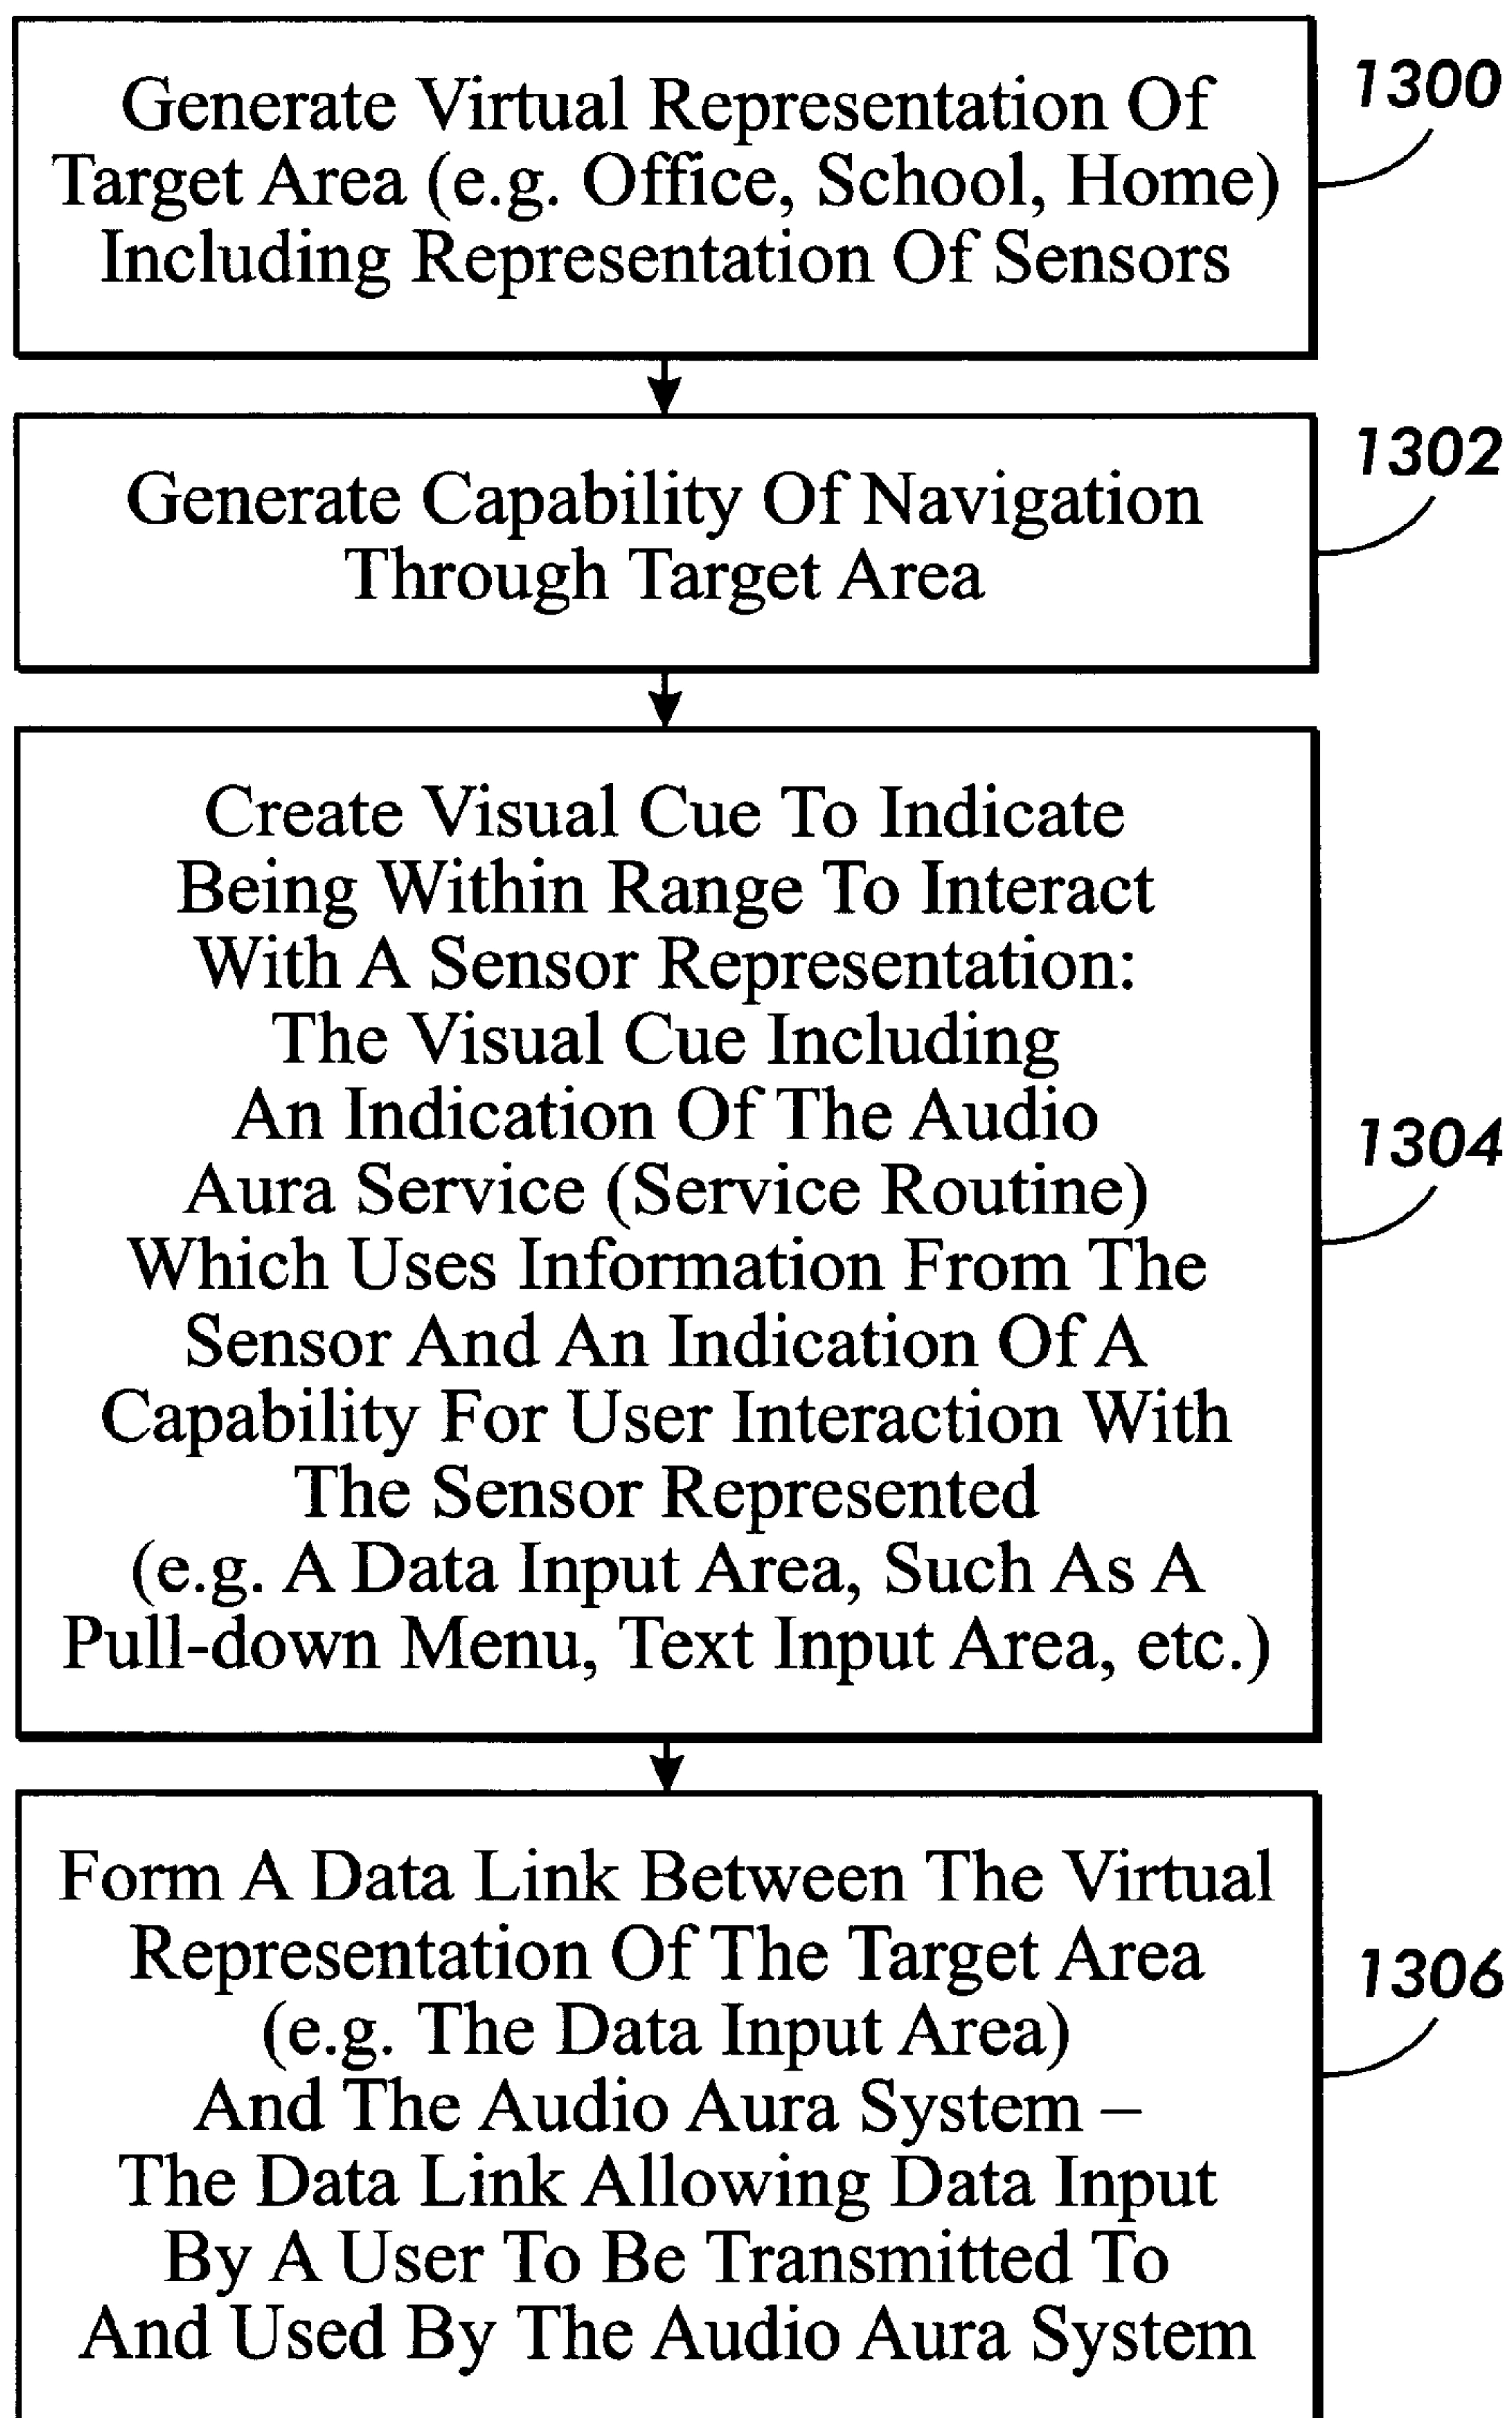 Generate Virtual Representation Of
Target Area (e.g. Office, School, Home)
Including Representation Of Sensors
1300
Generate Capability Of Navigation
Through Target Area
1302
Create Visual Cue To Indicate
Being Within Range To Interact
With A Sensor Representation:
The Visual Cue Including
An Indication Of The Audio
Aura Service (Service Routine)
Which Uses Information From The
Sensor And An Indication Of A
Capability For User Interaction With
The Sensor Represented
(e.g. A Data Input Area, Such As A
Pull-down Menu, Text Input Area, etc.)
1304
Form A Data Link Between The Virtual
Representation Of The Target Area
(e.g. The Data Input Area)
And The Audio Aura System –
The Data Link Allowing Data Input
By A User To Be Transmitted To
And Used By The Audio Aura System
1306